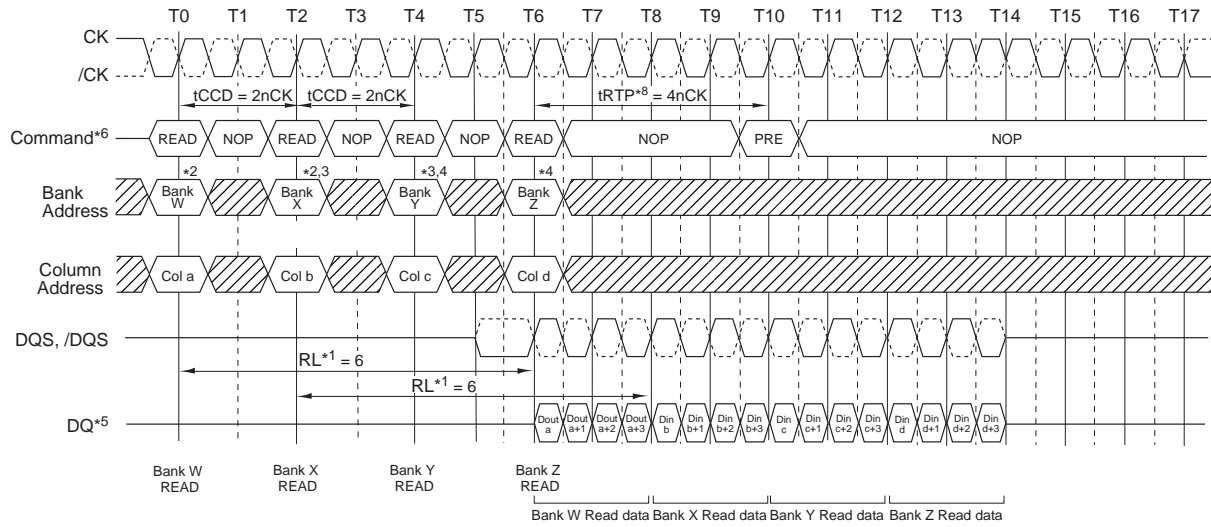 T0 T1 T2 T3 T4 T5 T6 T7 T8 T9 T10 T11 T12 T13 T14 T15 T16 T17
CK
/CK
tCCD = 2nCK tCCD = 2nCK tRTP*8 = 4nCK
Command*6 READ NOP READ NOP READ NOP READ NOP PRE NOP
*2 *2,3 *3,4 *4
Bank Address Bank W Bank X Bank Y Bank Z
Column Address Col a Col b Col c Col d
DQS, /DQS
RL*1 = 6
RL*1 = 6
DQ*5 Dout a Dout a+1 Dout a+2 Dout a+3 Din b Din b+1 Din b+2 Din b+3 Din c Din c+1 Din c+2 Din c+3 Din d Din d+1 Din d+2 Din d+3
Bank W READ Bank X READ Bank Y READ Bank Z READ
Bank W Read data Bank X Read data Bank Y Read data Bank Z Read data